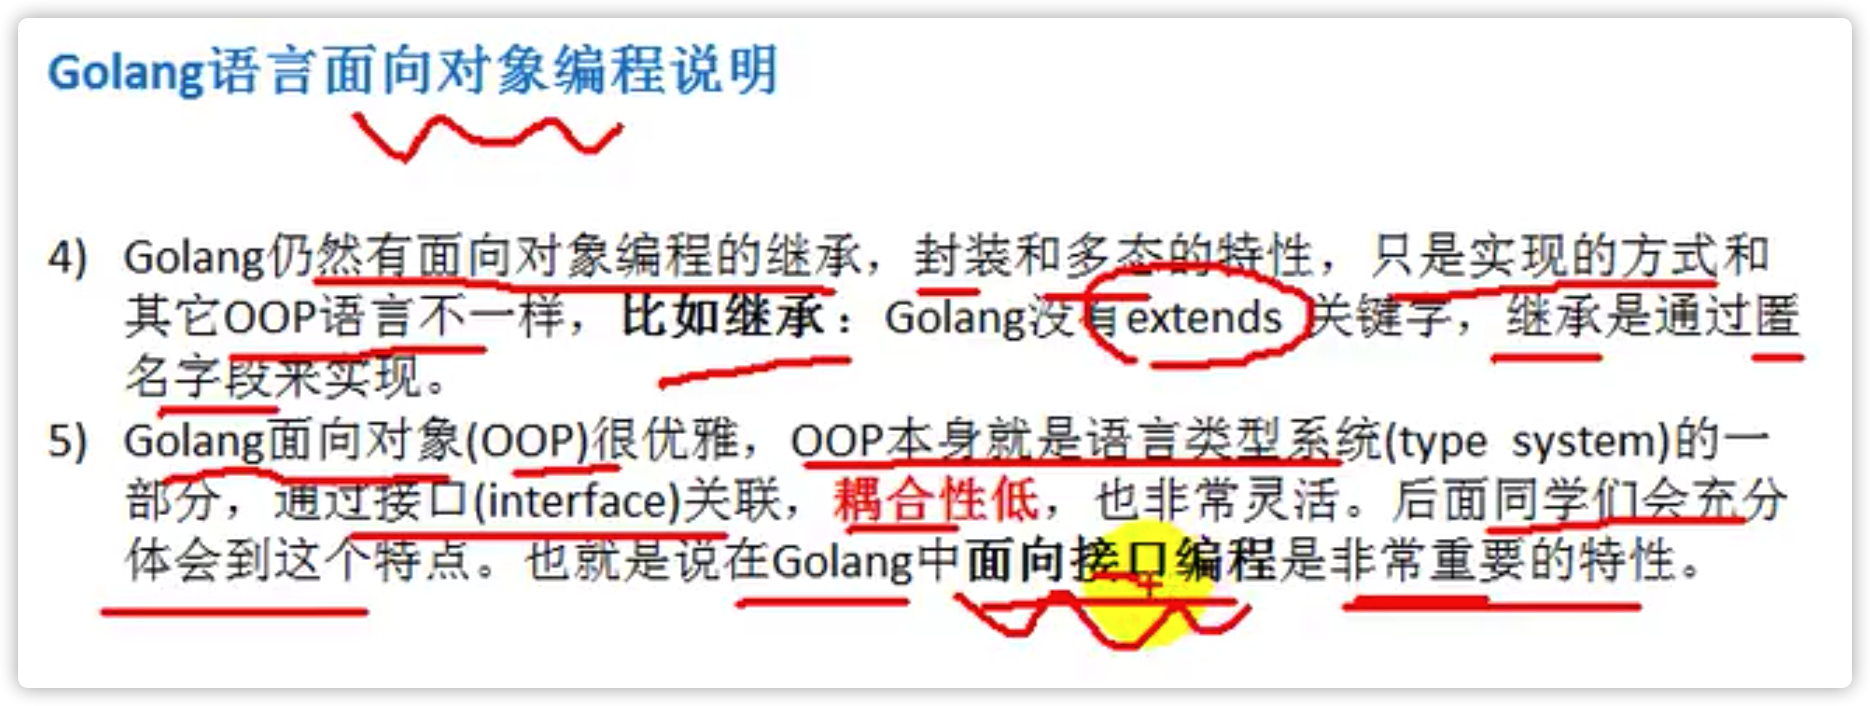 Golang语言面向对象编程说明
4) Golang仍然有面向对象编程的继承，封装和多态的特性，只是实现的方式和
其它OOP语言不一样，比如继承：Golang没有extends 关键字，继承是通过匿
名字段来实现。
5) Golang面向对象(OOP)很优雅，OOP本身就是语言类型系统(type system)的一
部分，通过接口(interface)关联，耦合性低，也非常灵活。后面同学们会充分
体会到这个特点。也就是说在Golang中面向接口编程是非常重要的特性。